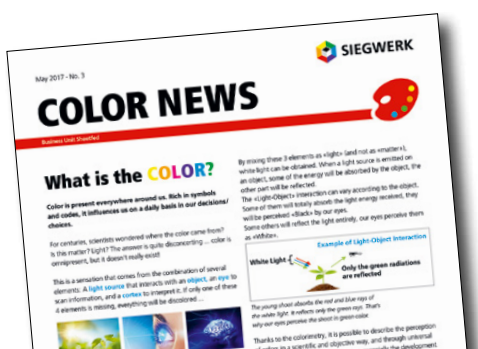 SIEGWERK
May 2017 - No. 3
COLOR NEWS
Business Unit Sheetfed
What is the COLOR?
Color is present everywhere around us. Rich in symbols
and codes, it influences us on a daily basis in our decisions/
choices.
For centuries, scientists wondered where the color came from?
Is this matter? Light? The answer is quite disconcerting ... color is
omnipresent, but it doesn't really exist!
This is a sensation that comes from the combination of several
elements: A light source that interacts with an object, an eye to
scan information, and a cortex to interpret it. If only one of these
4 elements is missing, everything will be discolored ...
By mixing these 3 elements as «light» (and not as «matter»),
white light can be obtained. When a light source is emitted on
an object, some of the energy will be absorbed by the object, the
other part will be reflected.
The «Light-Object» interaction can vary according to the object.
Some of them will totally absorb the light energy received, they
will be perceived «Black» by our eyes.
Some others will reflect the light entirely, our eyes perceive them
as «White».
Example of Light-Object Interaction
White Light
Only the green radiations
are reflected
The young shoot absorbs the red and blue rays of
the white light. It reflects only the green rays. That's
why our eyes perceive the shoot in green color.
Thanks to the colorimetry, it is possible to describe the perception
of colors in a scientific and objective way, and through universal
the development